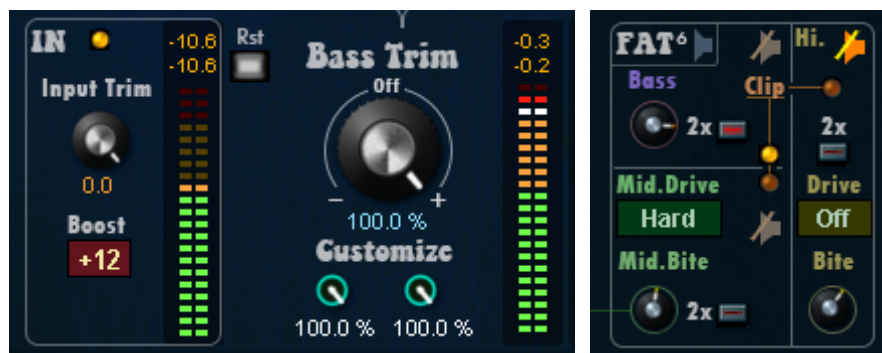 IN
-10.6
-10.6
Rst
Input Trim
0.0
Boost
+12
Bass Trim
Off
-
+
100.0 %
Customize
100.0 % 100.0 %
-0.3
-0.2
FAT⁶
Hi.
Bass
Clip
2x
2x
Mid.Drive
Drive
Hard
Off
Mid.Bite
Bite
2x